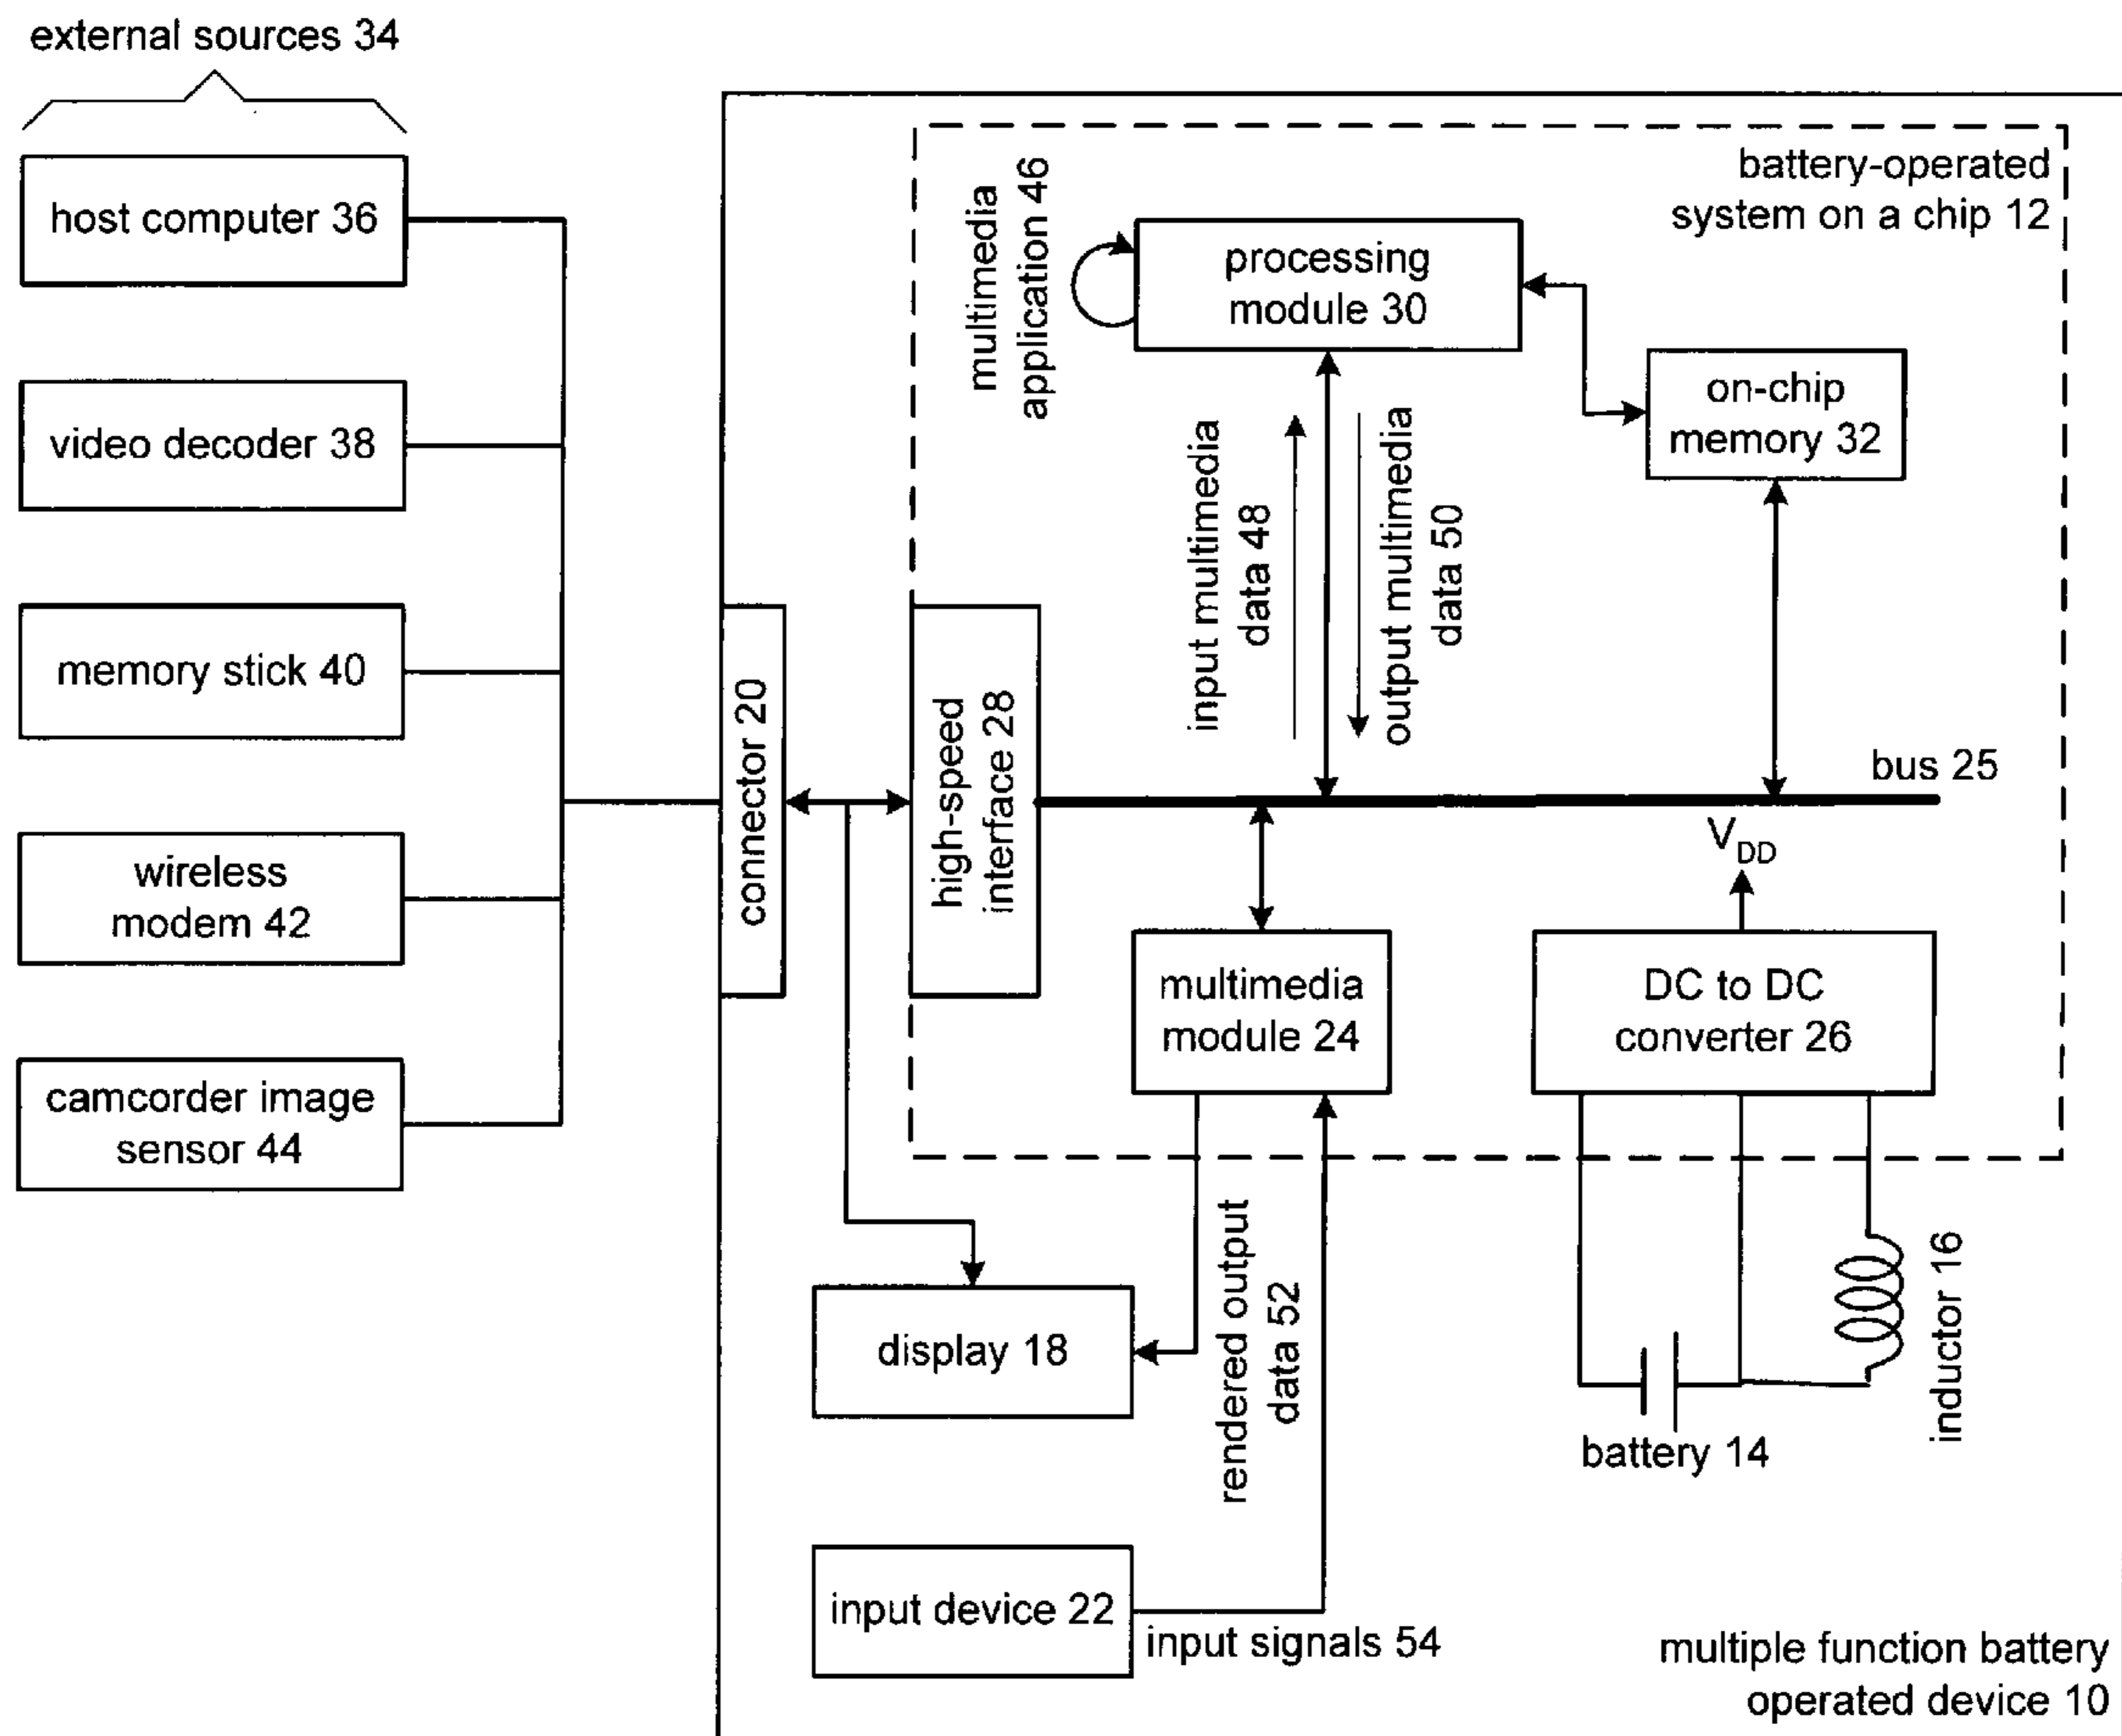 external sources 34
host computer 36
video decoder 38
memory stick 40
wireless
modem 42
camcorder image
sensor 44
connector 20
high-speed
interface 28
multimedia
application 46
processing
module 30
battery-operated
system on a chip 12
on-chip
memory 32
input multimedia
data 48
output multimedia
data 50
bus 25
VDD
multimedia
module 24
DC to DC
converter 26
display 18
rendered output
data 52
battery 14
inductor 16
input device 22
input signals 54
multiple function battery
operated device 10